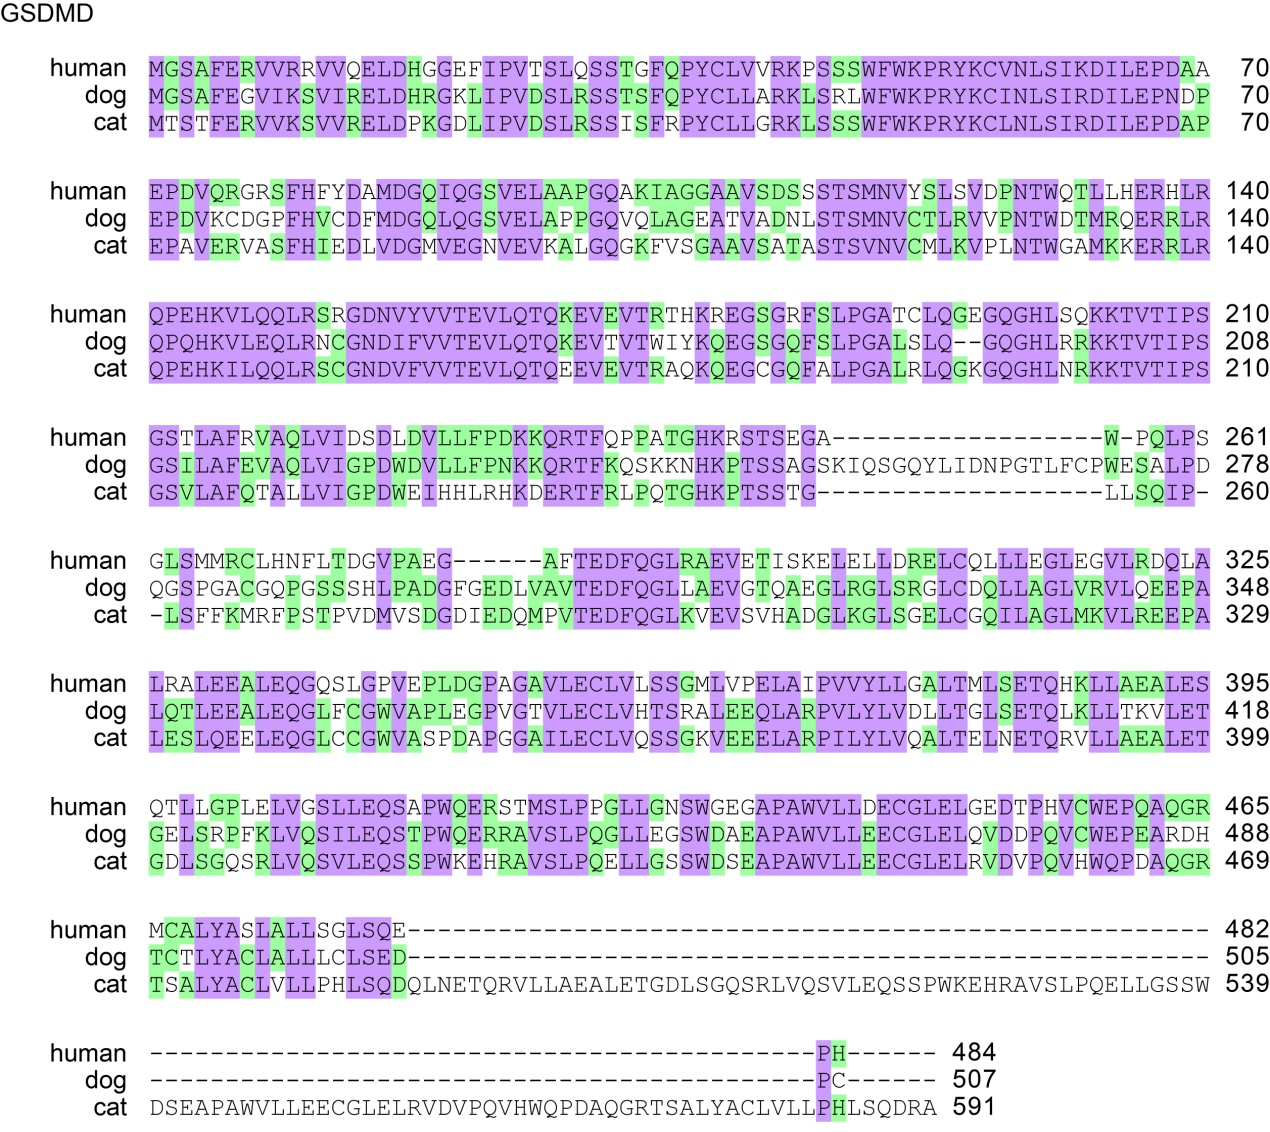 GSDMD
human MGSAFERVVRRVVQELDHGGEFIPVTSLQSSTGFQPYCLVVRKPSSSWFWKPRYKCVNLSIKDILEPDAA 70
dog MGSAFEGVIKSVIRELDHRGKLIPVDSLRSSTSFQPYCLLARKLSRLWFWKPRYKCINLSIRDILEPNDP 70
cat MTSTFERVVKSVVRELDPKGDLIPVDSLRSSISFRPYCLLGRKLSSSWFWKPRYKCLNLSIRDILEPDAP 70
human EPDVQRGRSFHFYDAMDGQIQGSVELAAPGQAKIAGGAAVSDSSSTSMNVYSLSVDPNTWQTLLHERHLR 140
dog EPDVKCDGPFHVCDFMDGQLQGSVELAPPGQVQLAGEATVADNLSTSMNVCTLRVVPNTWDTMRQERRLR 140
cat EPAVERVASFHIEDLVDGMVEGNVEVKALGQGKFVSGAAVSATASTSVNVCMLKVPLNTWGAMKKERRLR 140
human QPEHKVLQQLRSRGDNVYVVTEVLQTQKEVEVTRTHKREGSGRFSLPGATCLQGEGQGHLSQKKTVTIPS 210
dog QPQHKVLEQLRNCGNDIFVVTEVLQTQKEVTVTWIYKQEGSGQFSLPGALSLQ--GQGHLRRKKTVTIPS 208
cat QPEHKILQQLRSCGNDVFVVTEVLQTQEEVEVTRAQKQEGCGQFALPGALRLQGKGQGHLNRKKTVTIPS 210
human GSTLAFRVAQLVIDSDLDVLLFPDKKQRTFQPPATGHKRSTSEGA------------------W-PQLPS 261
dog GSILAFEVAQLVIGPDWDVLLFPNKKQRTFKQSKKNHKPTSSAGSKIQSGQYLIDNPGTLFCPWESALPD 278
cat GSVLAFQTALLVIGPDWEIHHLRHKDERTFRLPQTGHKPTSSTG-------------------LLSQIP- 260
human GLSMMRCLHNFLTDGVPAEG------AFTEDFQGLRAEVETISKELELLDRELCQLLLEGLEGVLRDQLA 325
dog QGSPGACGQPGSSSHLPADGFGEDLVAVTEDFQGLLAEVGTQAEGLRGLSRGLCDQLLAGLVRVLQEEPA 348
cat -LSFFKMRFPSTPVDMVSDGDIEDQMPVTEDFQGLKVEVSVHADGLKGLSGELCGQILAGLMKVLREEPA 329
human LRALEEALEQGQSLGPVEPLDGPAGAVLECLVLSSGMLVPELAIPVVYLLGALTMLSETQHKLLAEALES 395
dog LQTLEEALEQGLFCGWVAPLEGPVGTVLECLVHTSRALEEQLARPVLYLVDLLTGLSETQLKLLTKVLET 418
cat LESLQEELEQGLCCGWVASPDAPGGAILECLVQSSGKVEEELARPILYLVQALTELNETQRVLLAEALET 399
human QTLLGPLELVGSLLEQSAPWQERSTMSLPPGLLGNSWGEGAPAWVLLDECGLELGEDTPHVCWEPQAQGR 465
dog GELSRPFKLVQSILEQSTPWQERRAVSLPQGLLEGSWDAEAPAWVLLEECGLELQVDDPQVCWEPEARDH 488
cat GDLSGQSRLVQSVLEQSSPWKEHRAVSLPQELLGSSWDSEAPAWVLLEECGLELRVDVPQVHWQPDAQGR 469
human MCALYASLALLSGLSQE----------------------------------------------------- 482
dog TCTLYACLALLLCLSED----------------------------------------------------- 505
cat TSALYACLVLLPHLSQDQLNETQRVLLAEALETGDLSGQSRLVQSVLEQSSPWKEHRAVSLPQELLGSSW 539
human --------------------------------------------PH------ 484
dog --------------------------------------------PC------ 507
cat DSEAPAWVLLEECGLELRVDVPQVHWQPDAQGRTSALYACLVLLPHLSQDRA 591